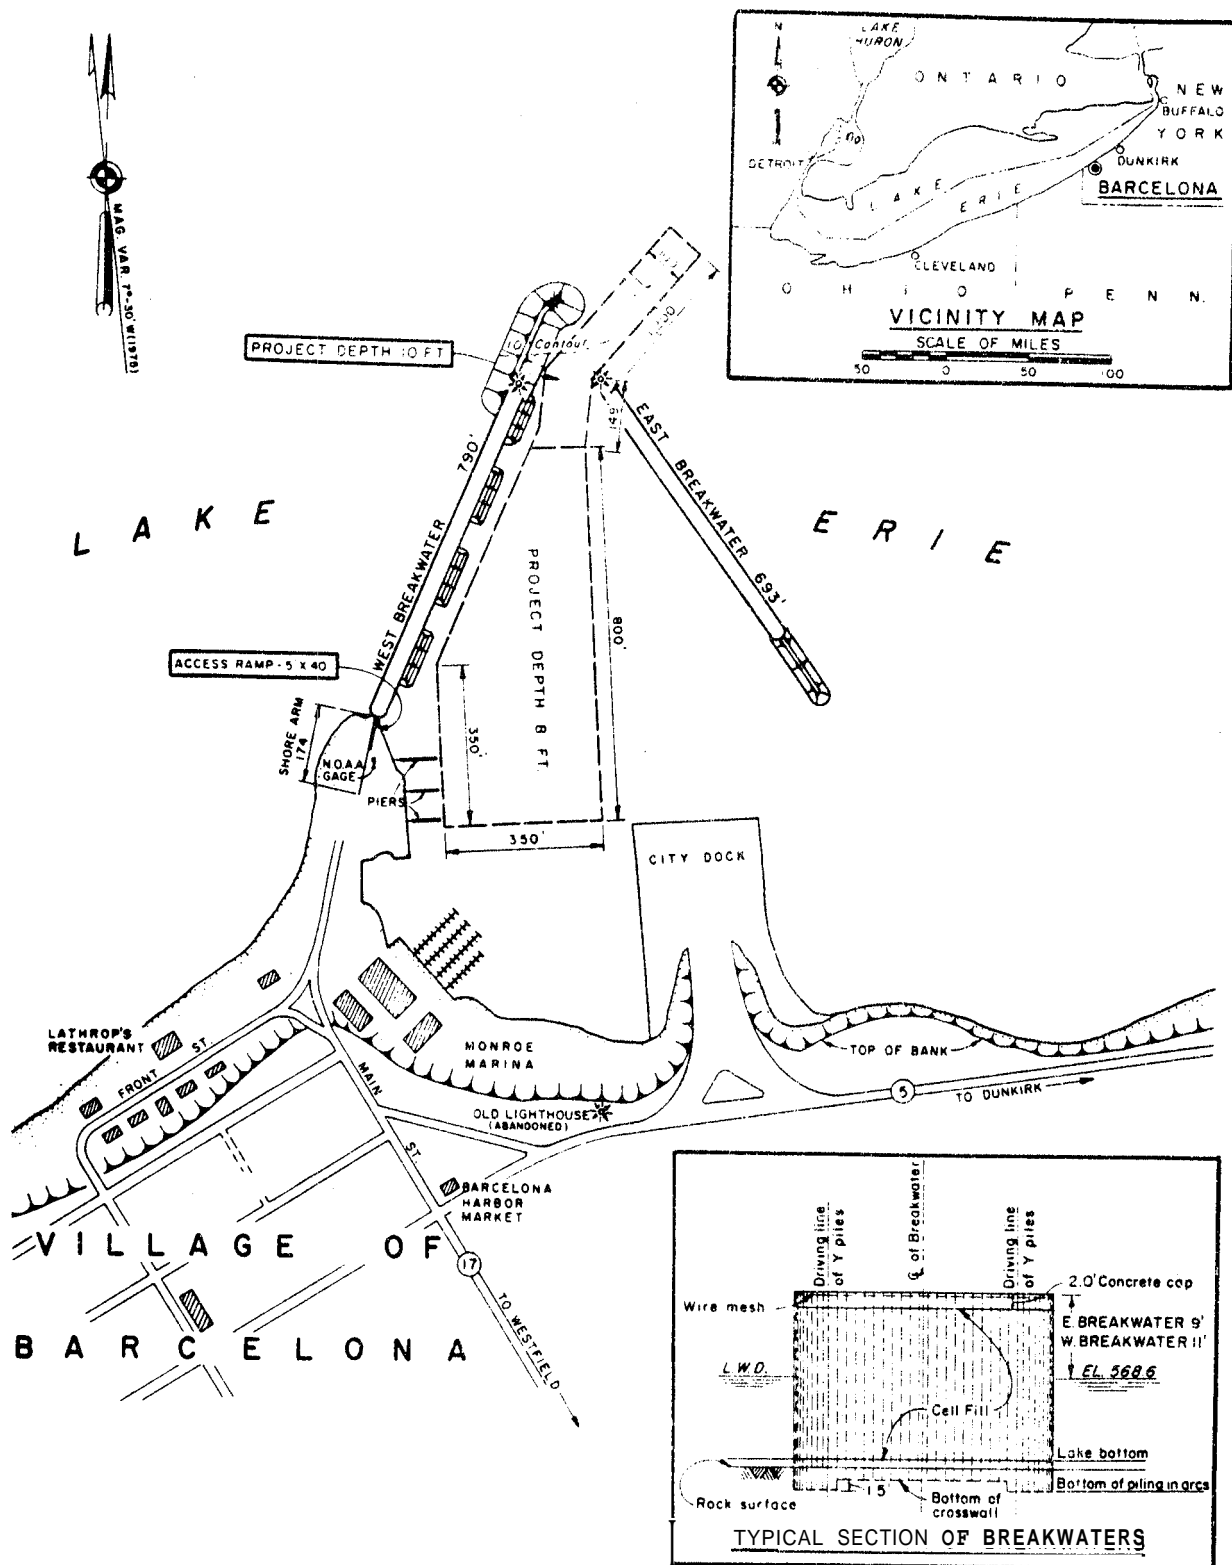 N
LAKE
HURON
ONTARIO
NEW
BUFFALO
YORK
DUNKIRK
DETROIT
BARCELONA
LAKE ERIE
CLEVELAND
OHIO PENN.
VICINITY MAP
SCALE OF MILES
50 0 50 100
MAG. VAR 7°-30' W(1975)
PROJECT DEPTH 10 FT
10' Contour
149'
790'
WEST BREAKWATER
EAST BREAKWATER 693'
LAKE ERIE
PROJECT DEPTH 8 FT.
800'
ACCESS RAMP - 5' X 40'
SHORE ARM
174
N.O.A.A.
GAGE
350'
PIERS
350'
CITY DOCK
LATHROP'S
RESTAURANT
FRONT ST.
MONROE
MARINA
TOP OF BANK
MAIN ST.
5
TO DUNKIRK
OLD LIGHTHOUSE
(ABANDONED)
BARCELONA
HARBOR
MARKET
VILLAGE OF
BARCELONA
17
TO WESTFIELD
Driving line
of Y piles
℄ of Breakwater
Driving line
of Y piles
Wire mesh
2.0' Concrete cap
E. BREAKWATER 9'
W. BREAKWATER 11'
L.W.D.
EL. 568.6
Cell Fill
Lake bottom
Bottom of piling in arcs
1.5
Rock surface
Bottom of
crosswall
TYPICAL SECTION OF BREAKWATERS